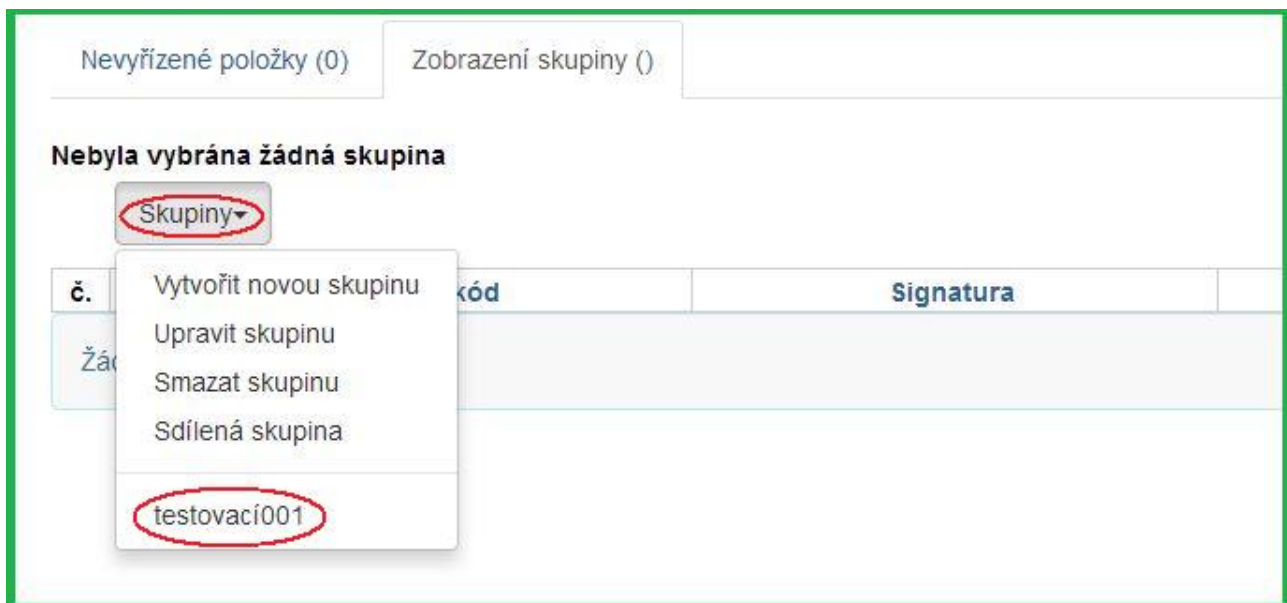 Nevyřízené položky (0) Zobrazení skupiny ()
Nebyla vybrána žádná skupina
Skupiny
č. kód Signatura
Vytvořit novou skupinu
Upravit skupinu
Smazat skupinu
Sdílená skupina
testovací001